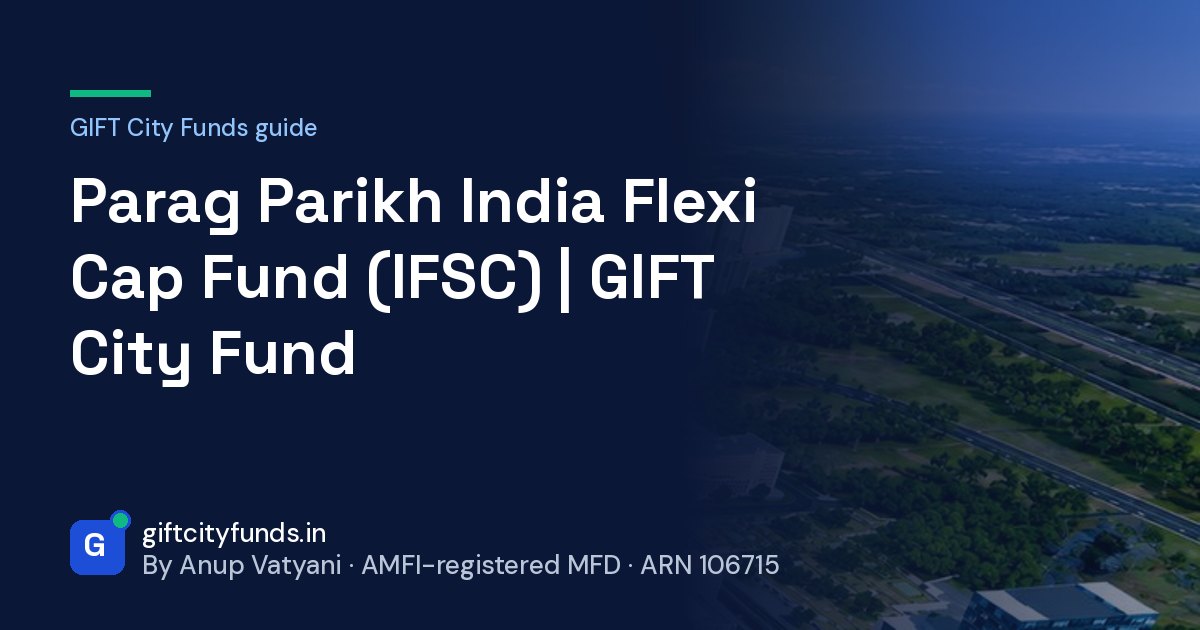 GIFT City Funds guide
Parag Parikh India Flexi
Cap Fund (IFSC) | GIFT
City Fund
G
giftcityfunds.in
By Anup Vatyani · AMFI-registered MFD · ARN 106715